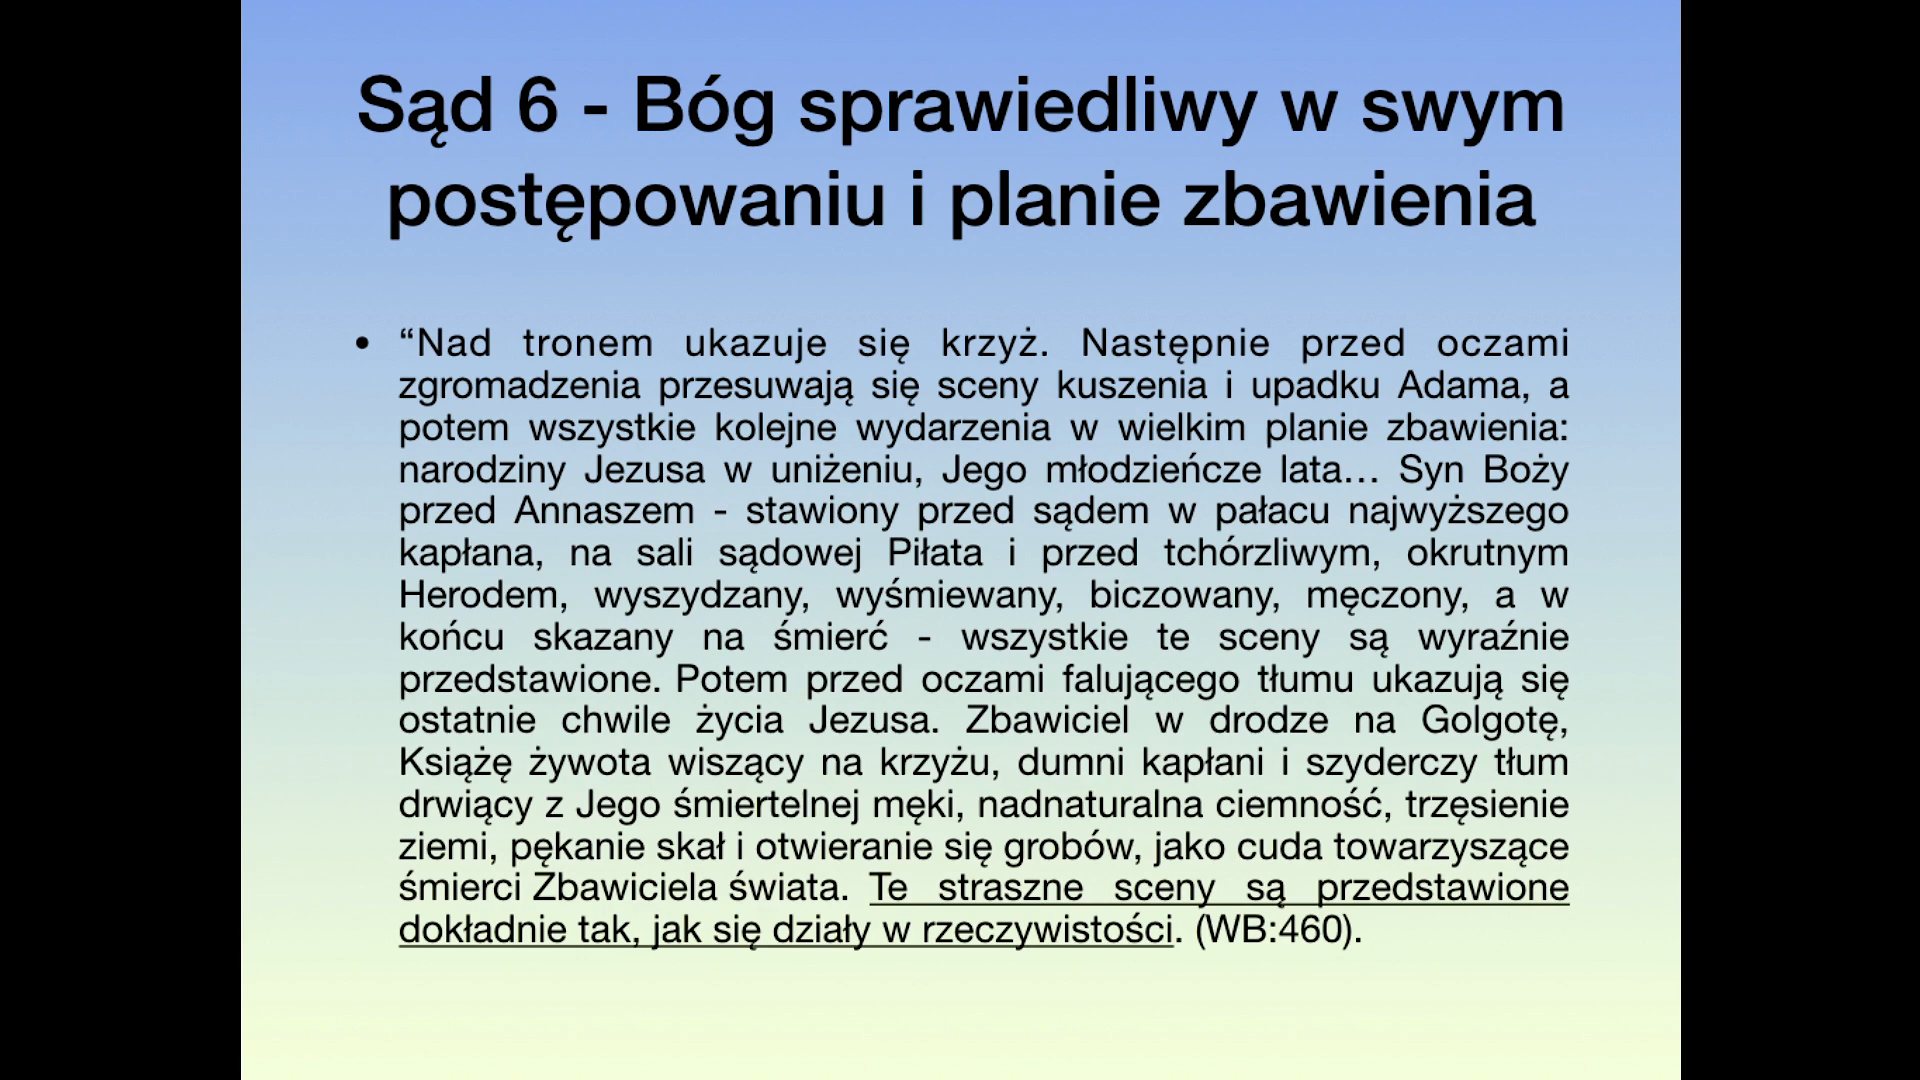 Sąd 6 - Bóg sprawiedliwy w swym
postępowaniu i planie zbawienia
• “Nad tronem ukazuje się krzyż. Następnie przed oczami
zgromadzenia przesuwają się sceny kuszenia i upadku Adama, a
potem wszystkie kolejne wydarzenia w wielkim planie zbawienia:
narodziny Jezusa w uniżeniu, Jego młodzieńcze lata… Syn Boży
przed Annaszem - stawiony przed sądem w pałacu najwyższego
kapłana, na sali sądowej Piłata i przed tchórzliwym, okrutnym
Herodem, wyszydzany, wyśmiewany, biczowany, męczony, a w
końcu skazany na śmierć - wszystkie te sceny są wyraźnie
przedstawione. Potem przed oczami falującego tłumu ukazują się
ostatnie chwile życia Jezusa. Zbawiciel w drodze na Golgotę,
Książę żywota wiszący na krzyżu, dumni kapłani i szyderczy tłum
drwiący z Jego śmiertelnej męki, nadnaturalna ciemność, trzęsienie
ziemi, pękanie skał i otwieranie się grobów, jako cuda towarzyszące
śmierci Zbawiciela świata. Te straszne sceny są przedstawione
dokładnie tak, jak się działy w rzeczywistości. (WB:460).